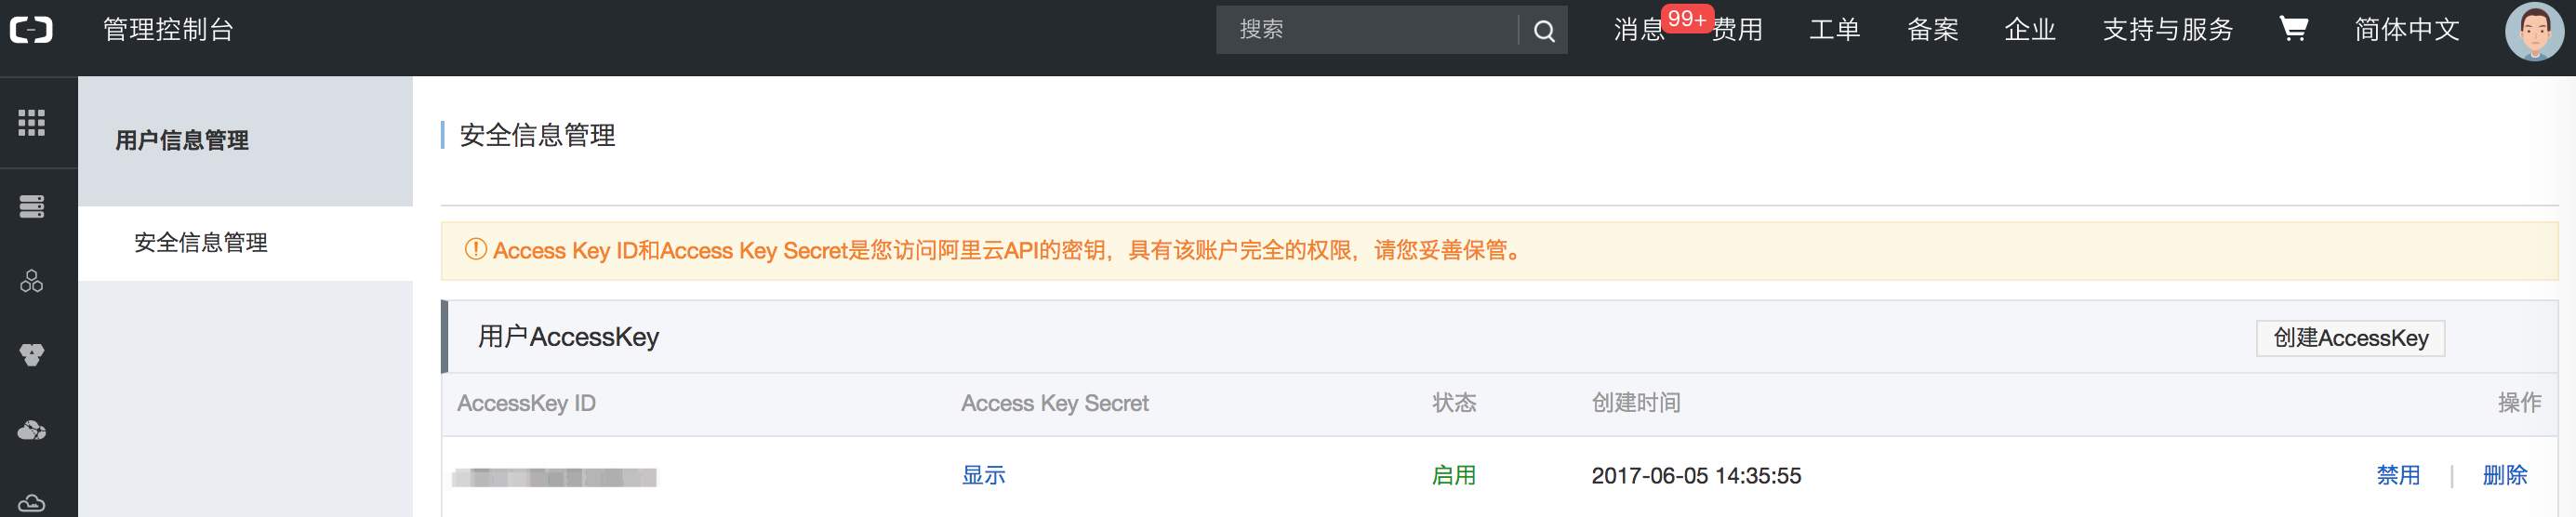 管理控制台
搜索
消息 99+ 费用 工单 备案 企业 支持与服务 简体中文
用户信息管理
安全信息管理
安全信息管理
Access Key ID和Access Key Secret是您访问阿里云API的密钥，具有该账户完全的权限，请您妥善保管。
用户AccessKey
创建AccessKey
AccessKey ID Access Key Secret 状态 创建时间 操作
显示 启用 2017-06-05 14:35:55 禁用 | 删除